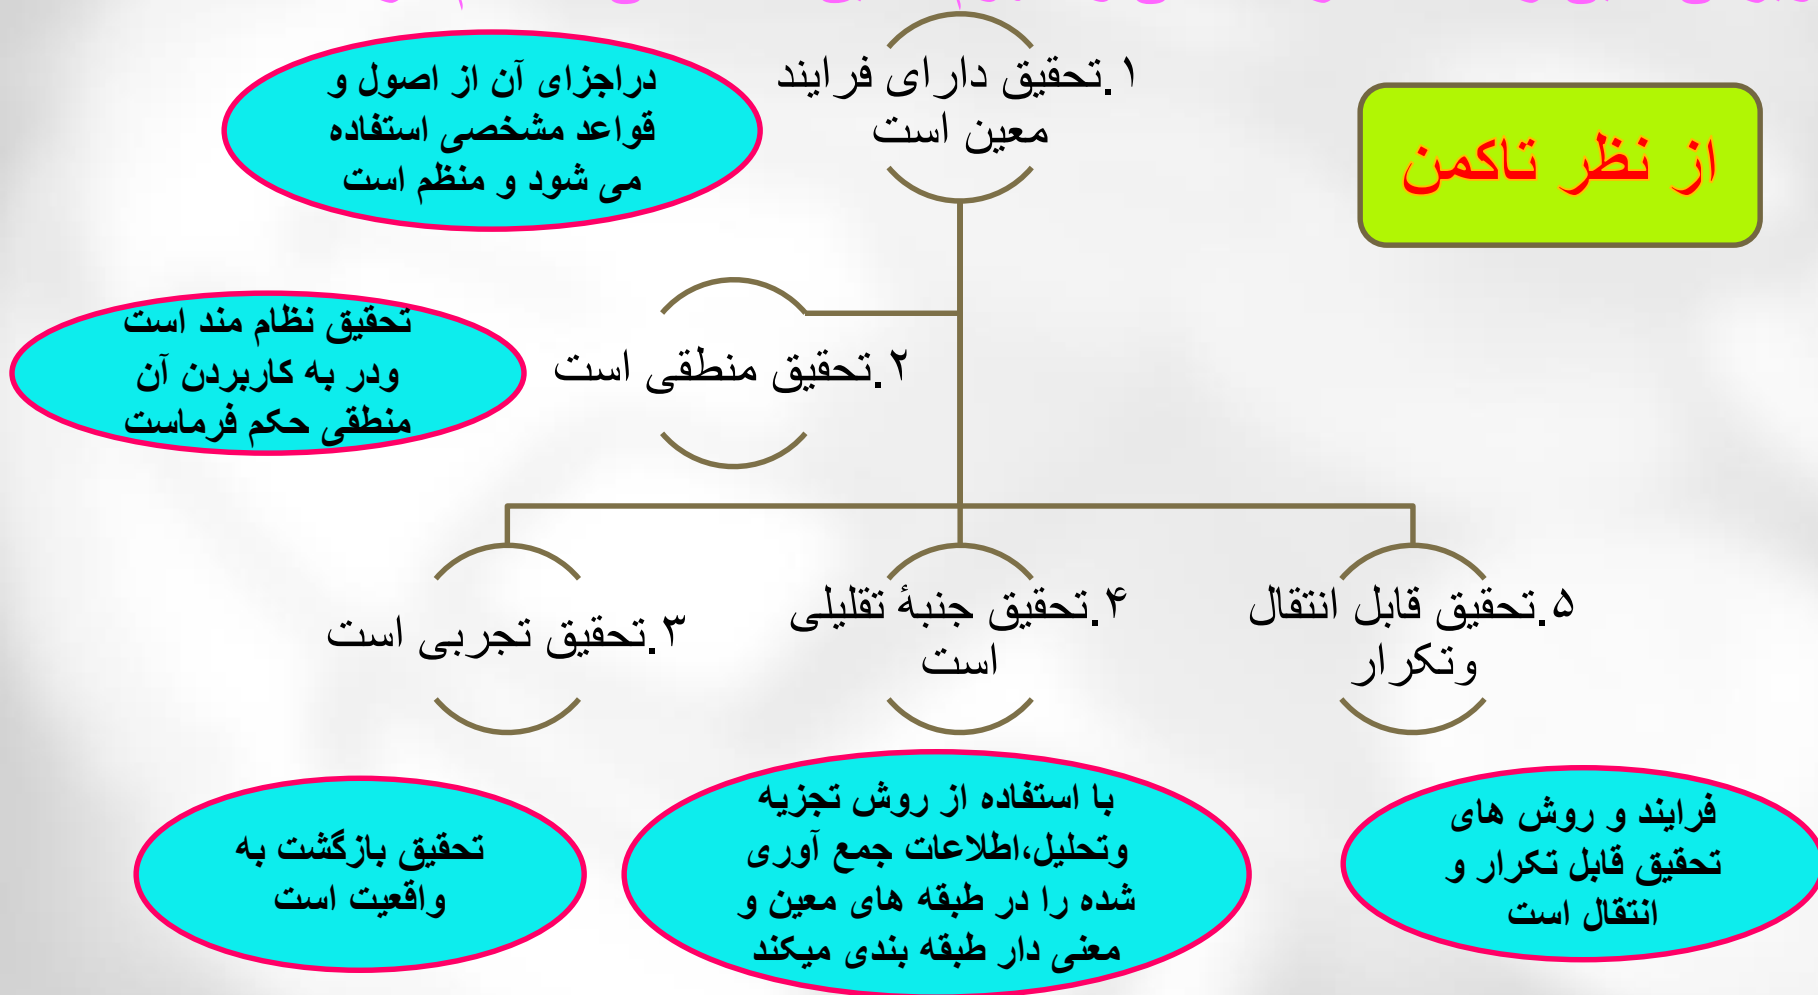 از نظر تاکمن
۱.تحقیق دارای فرایند
معین است
دراجزای آن از اصول و
قواعد مشخصی استفاده
می شود و منظم است
۲.تحقیق منطقی است
تحقیق نظام مند است
ودر به کاربردن آن
منطقی حکم فرماست
۵.تحقیق قابل انتقال
وتکرار
۴.تحقیق جنبهٔ تقلیلی
است
۳.تحقیق تجربی است
فرایند و روش های
تحقیق قابل تکرار و
انتقال است
با استفاده از روش تجزیه
وتحلیل،اطلاعات جمع آوری
شده را در طبقه های معین و
معنی دار طبقه بندی میکند
تحقیق بازگشت به
واقعیت است